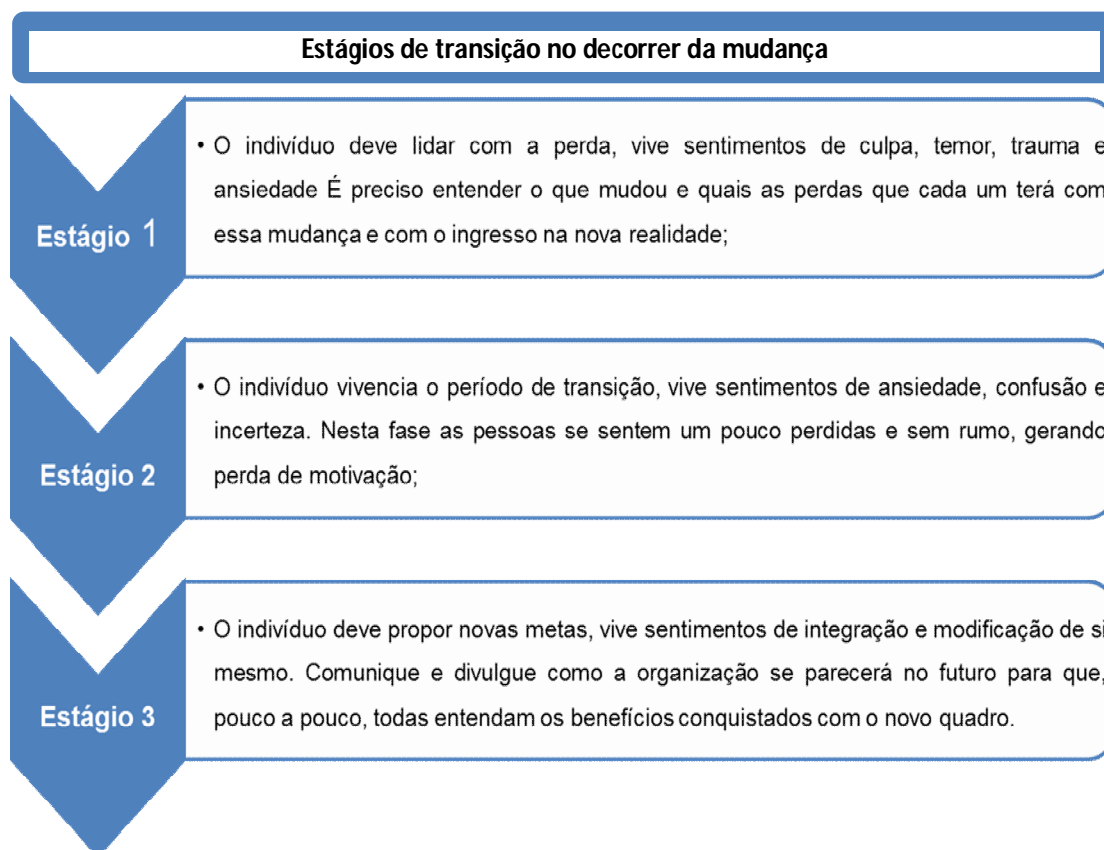 Estágios de transição no decorrer da mudança
Estágio 1
• O indivíduo deve lidar com a perda, vive sentimentos de culpa, temor, trauma e
ansiedade É preciso entender o que mudou e quais as perdas que cada um terá com
essa mudança e com o ingresso na nova realidade;
Estágio 2
• O indivíduo vivencia o período de transição, vive sentimentos de ansiedade, confusão e
incerteza. Nesta fase as pessoas se sentem um pouco perdidas e sem rumo, gerando
perda de motivação;
Estágio 3
• O indivíduo deve propor novas metas, vive sentimentos de integração e modificação de si
mesmo. Comunique e divulgue como a organização se parecerá no futuro para que,
pouco a pouco, todas entendam os benefícios conquistados com o novo quadro.